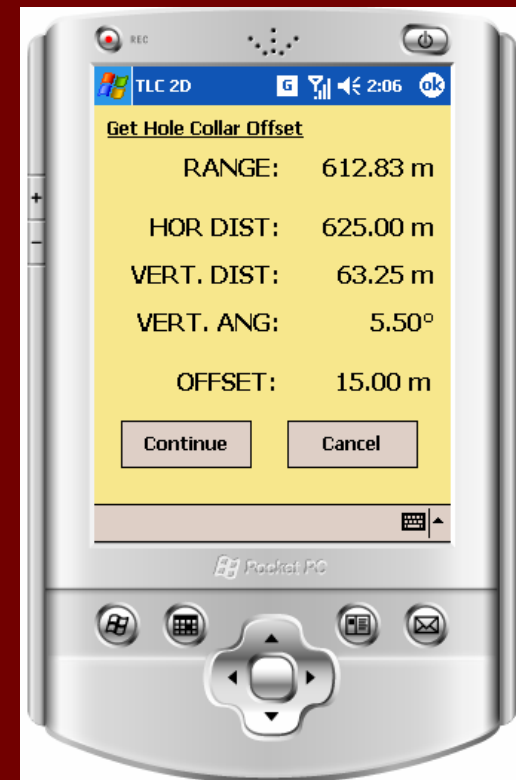 REC
TLC 2D G 2:06 ok
Get Hole Collar Offset
RANGE: 612.83 m
HOR DIST: 625.00 m
VERT. DIST: 63.25 m
VERT. ANG: 5.50°
OFFSET: 15.00 m
Continue Cancel
+
−
Pocket PC